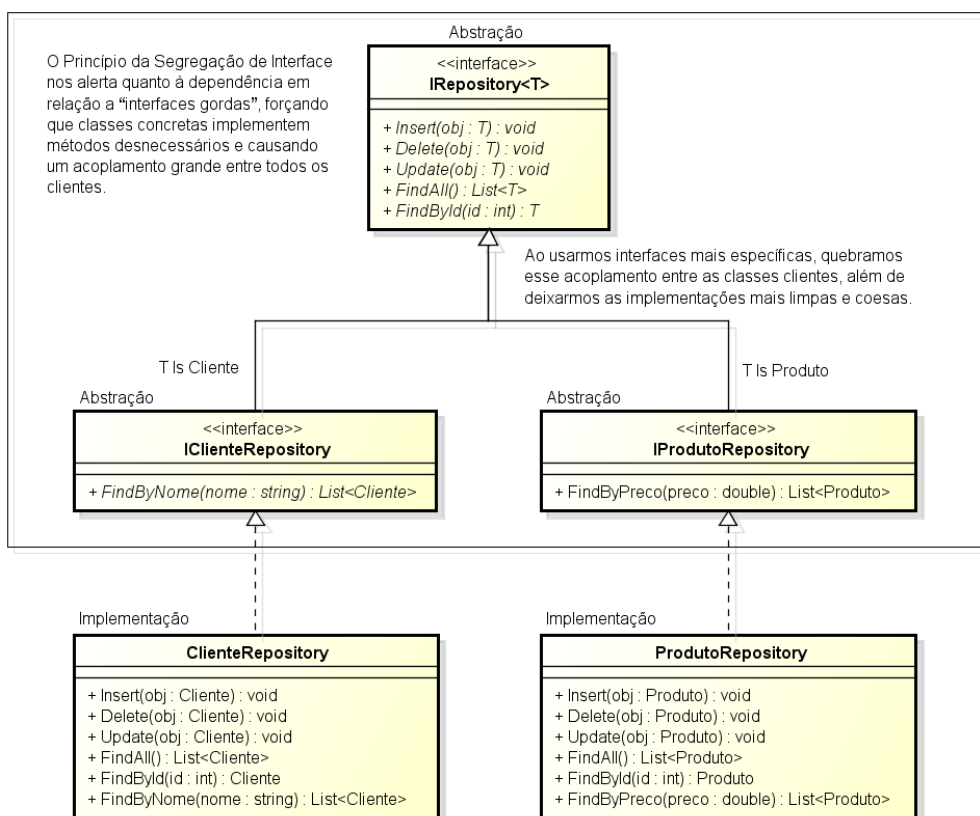 Abstração
<<interface>>
IRepository<T>
+ Insert(obj : T) : void
+ Delete(obj : T) : void
+ Update(obj : T) : void
+ FindAll() : List<T>
+ FindById(id : int) : T
O Princípio da Segregação de Interface
nos alerta quanto à dependência em
relação a “interfaces gordas”, forçando
que classes concretas implementem
métodos desnecessários e causando
um acoplamento grande entre todos os
clientes.
Ao usarmos interfaces mais específicas, quebramos
esse acoplamento entre as classes clientes, além de
deixarmos as implementações mais limpas e coesas.
T Is Cliente
T Is Produto
Abstração
<<interface>>
IClienteRepository
+ FindByNome(nome : string) : List<Cliente>
Abstração
<<interface>>
IProdutoRepository
+ FindByPreco(preco : double) : List<Produto>
Implementação
ClienteRepository
+ Insert(obj : Cliente) : void
+ Delete(obj : Cliente) : void
+ Update(obj : Cliente) : void
+ FindAll() : List<Cliente>
+ FindById(id : int) : Cliente
+ FindByNome(nome : string) : List<Cliente>
Implementação
ProdutoRepository
+ Insert(obj : Produto) : void
+ Delete(obj : Produto) : void
+ Update(obj : Produto) : void
+ FindAll() : List<Produto>
+ FindById(id : int) : Produto
+ FindByPreco(preco : double) : List<Produto>